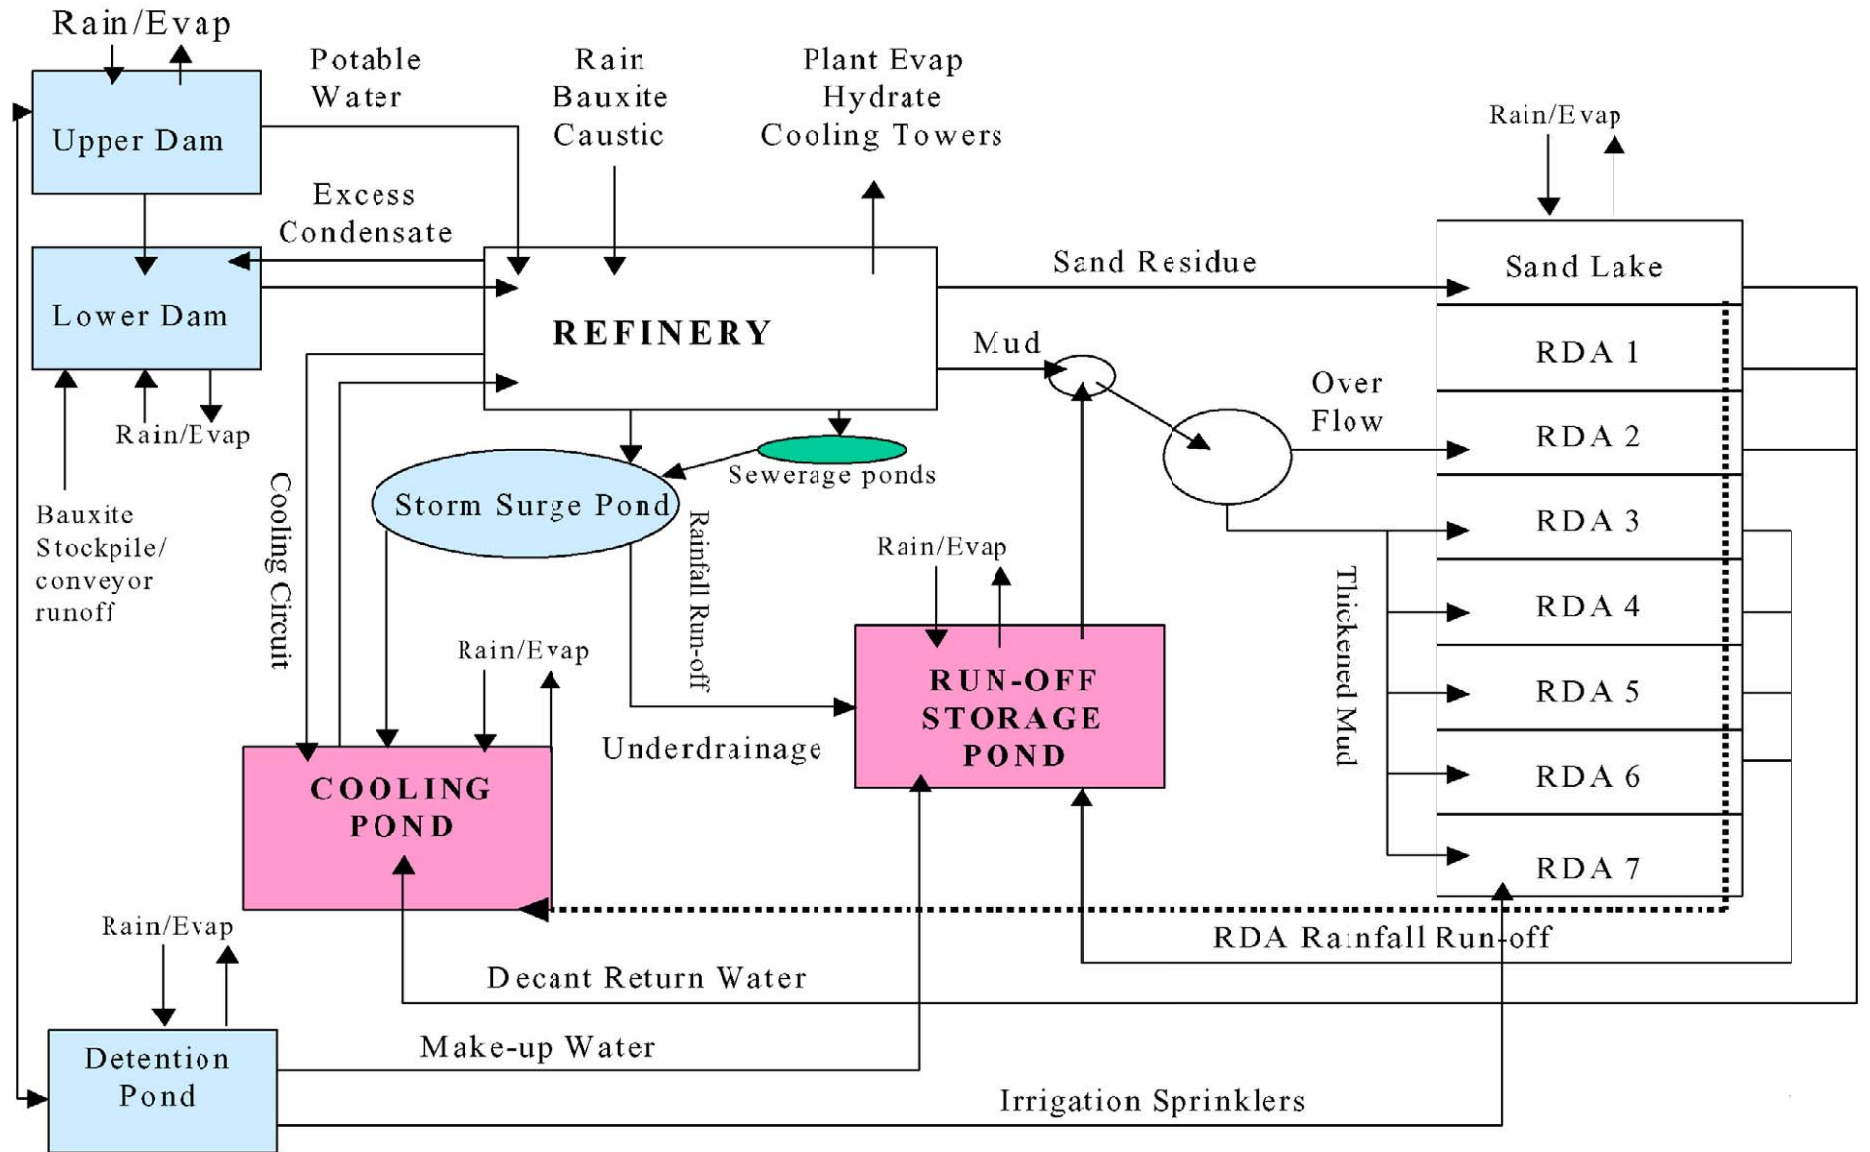 Rain/Evap
Upper Dam
Potable
Water
Rain
Bauxite
Caustic
Plant Evap
Hydrate
Cooling Towers
Rain/Evap
Excess
Condensate
Lower Dam
Rain/Evap
Bauxite
Stockpile/
conveyor
runoff
REFINERY
Sand Residue
Mud
Over
Flow
Sand Lake
RDA 1
RDA 2
RDA 3
RDA 4
RDA 5
RDA 6
RDA 7
Sewerage ponds
Storm Surge Pond
Cooling Circuit
Rainfall Run-off
Rain/Evap
Rain/Evap
Thickened Mud
RUN-OFF
STORAGE
POND
Underdrainage
COOLING
POND
Rain/Evap
RDA Rainfall Run-off
Decant Return Water
Detention
Pond
Make-up Water
Irrigation Sprinklers